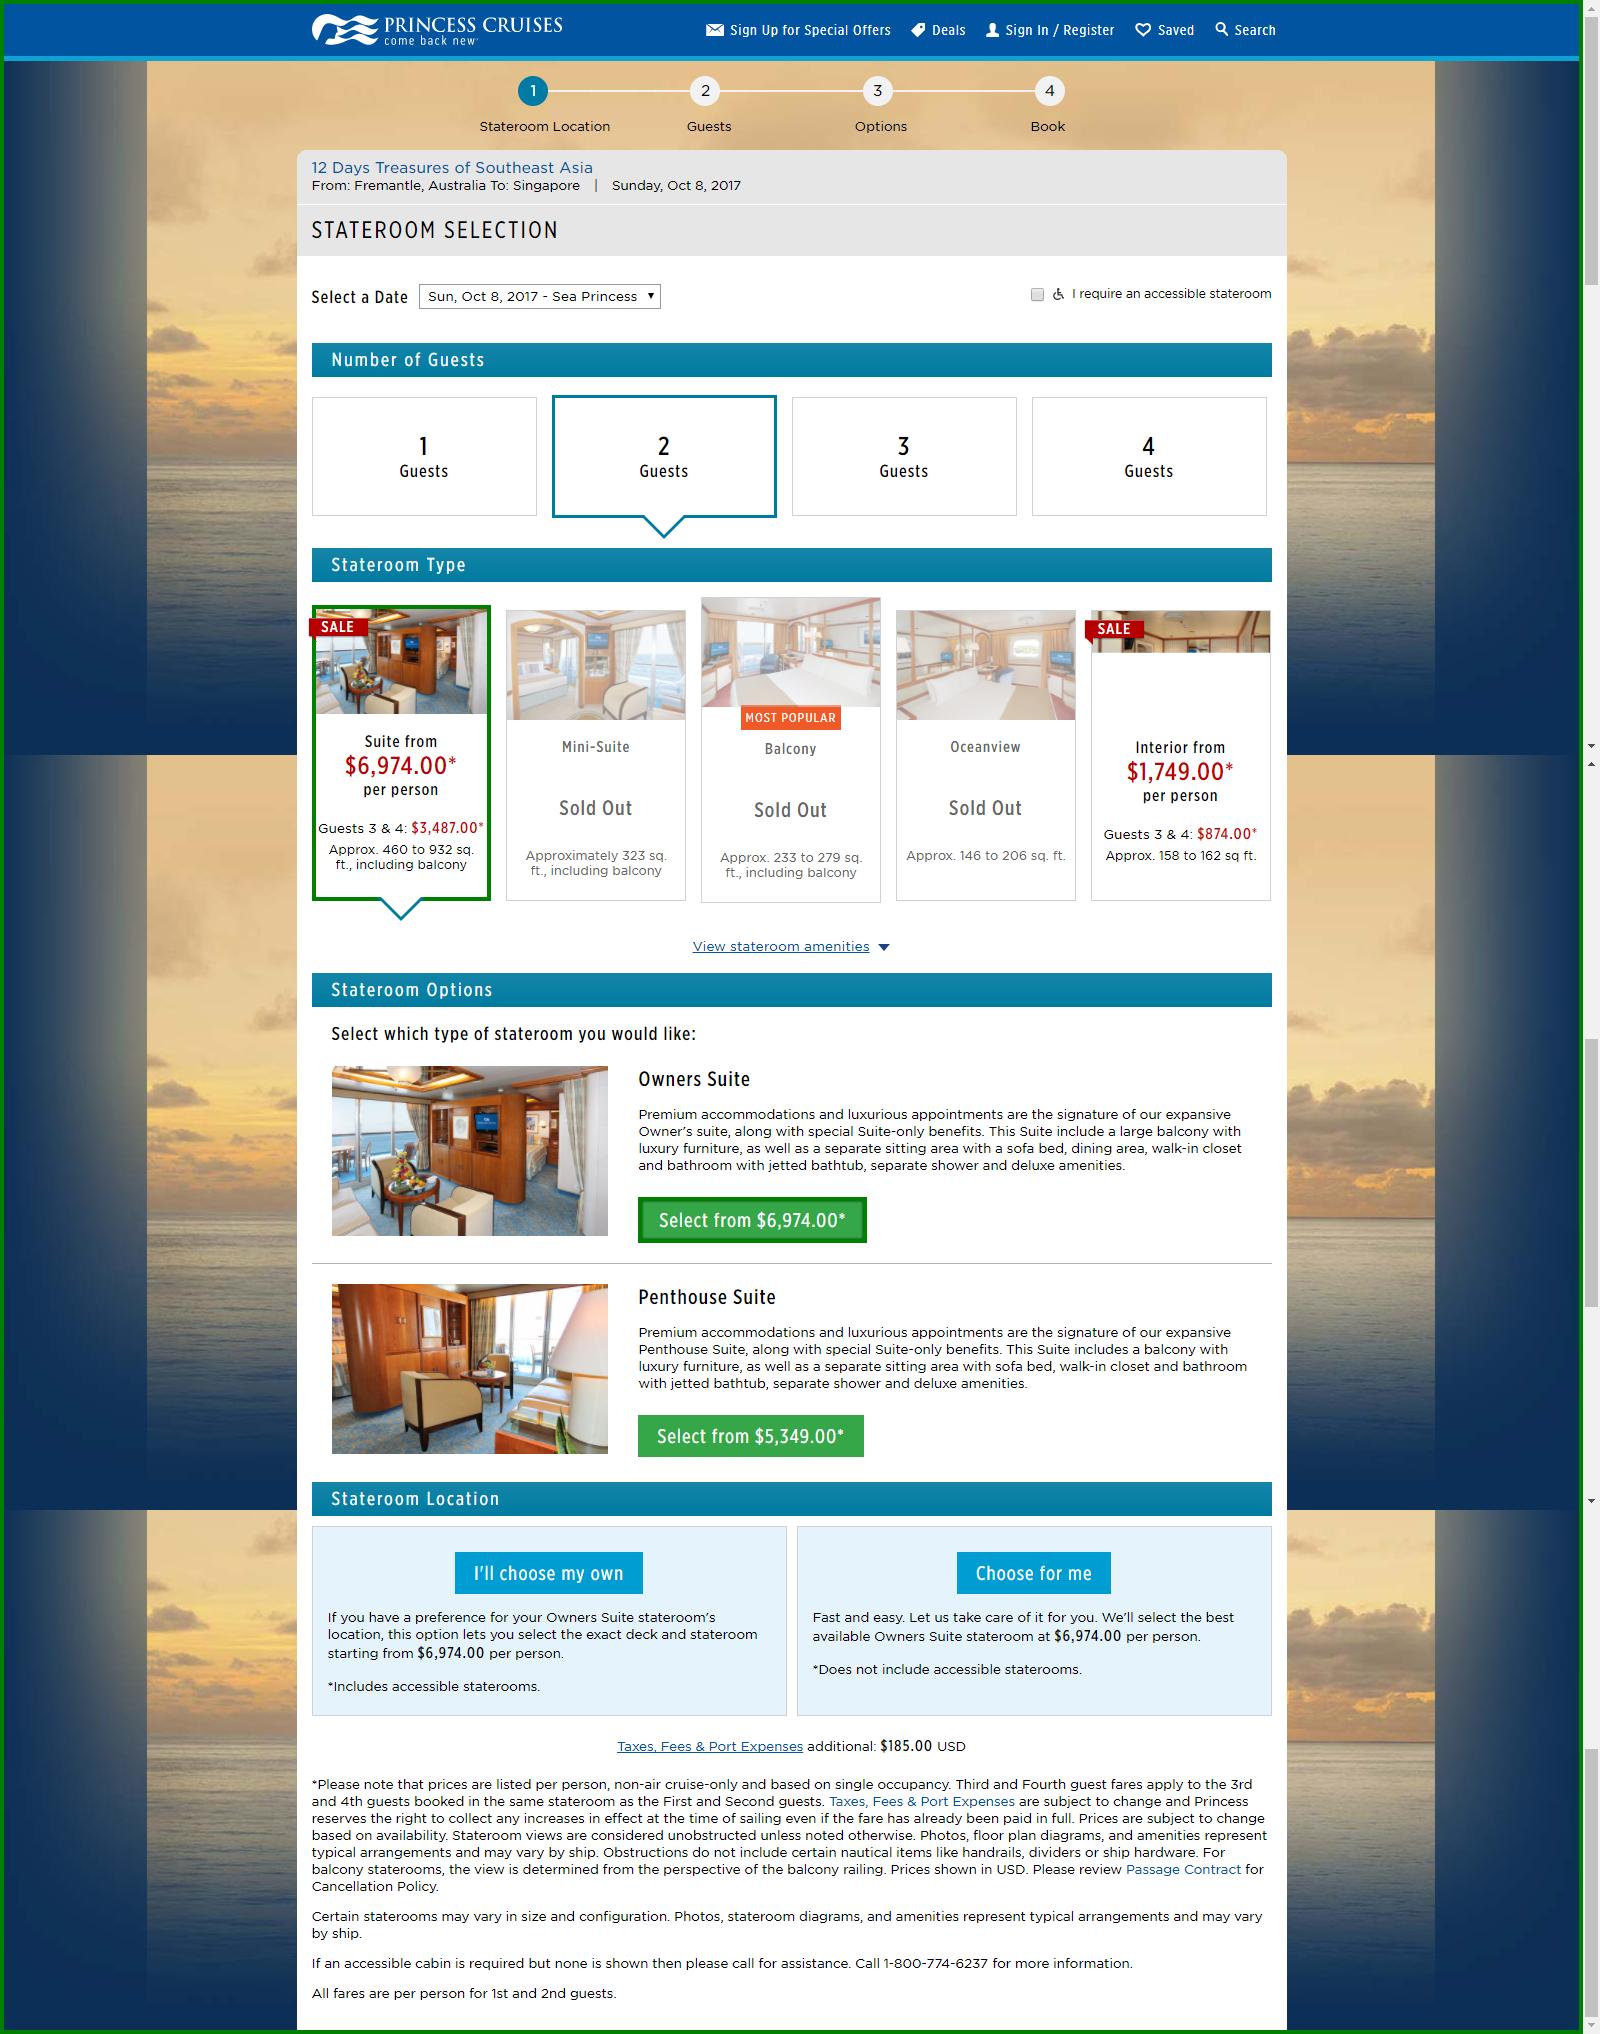 PRINCESS CRUISES
come back new
Sign Up for Special Offers
Deals
Sign In / Register
Saved
Search
1
2
3
4
Stateroom Location
Guests
Options
Book
12 Days Treasures of Southeast Asia
From: Fremantle, Australia To: Singapore | Sunday, Oct 8, 2017
STATEROOM SELECTION
Select a Date
Sun, Oct 8, 2017 - Sea Princess
I require an accessible stateroom
Number of Guests
1
Guests
2
Guests
3
Guests
4
Guests
Stateroom Type
SALE
Suite from
$6,974.00*
per person
Guests 3 & 4: $3,487.00*
Approx. 460 to 932 sq.
ft., including balcony
Mini-Suite
Sold Out
Approximately 323 sq.
ft., including balcony
MOST POPULAR
Balcony
Sold Out
Approx. 233 to 279 sq.
ft., including balcony
Oceanview
Sold Out
Approx. 146 to 206 sq. ft.
SALE
Interior from
$1,749.00*
per person
Guests 3 & 4: $874.00*
Approx. 158 to 162 sq ft.
View stateroom amenities
Stateroom Options
Select which type of stateroom you would like:
Owners Suite
Premium accommodations and luxurious appointments are the signature of our expansive
Owner's suite, along with special Suite-only benefits. This Suite include a large balcony with
luxury furniture, as well as a separate sitting area with a sofa bed, dining area, walk-in closet
and bathroom with jetted bathtub, separate shower and deluxe amenities.
Select from $6,974.00*
Penthouse Suite
Premium accommodations and luxurious appointments are the signature of our expansive
Penthouse Suite, along with special Suite-only benefits. This Suite includes a balcony with
luxury furniture, as well as a separate sitting area with sofa bed, walk-in closet and bathroom
with jetted bathtub, separate shower and deluxe amenities.
Select from $5,349.00*
Stateroom Location
I'll choose my own
If you have a preference for your Owners Suite stateroom's
location, this option lets you select the exact deck and stateroom
starting from $6,974.00 per person.
*Includes accessible staterooms.
Choose for me
Fast and easy. Let us take care of it for you. We'll select the best
available Owners Suite stateroom at $6,974.00 per person.
*Does not include accessible staterooms.
Taxes, Fees & Port Expenses additional: $185.00 USD
*Please note that prices are listed per person, non-air cruise-only and based on single occupancy. Third and Fourth guest fares apply to the 3rd
and 4th guests booked in the same stateroom as the First and Second guests. Taxes, Fees & Port Expenses are subject to change and Princess
reserves the right to collect any increases in effect at the time of sailing even if the fare has already been paid in full. Prices are subject to change
based on availability. Stateroom views are considered unobstructed unless noted otherwise. Photos, floor plan diagrams, and amenities represent
typical arrangements and may vary by ship. Obstructions do not include certain nautical items like handrails, dividers or ship hardware. For
balcony staterooms, the view is determined from the perspective of the balcony railing. Prices shown in USD. Please review Passage Contract for
Cancellation Policy.
Certain staterooms may vary in size and configuration. Photos, stateroom diagrams, and amenities represent typical arrangements and may vary
by ship.
If an accessible cabin is required but none is shown then please call for assistance. Call 1-800-774-6237 for more information.
All fares are per person for 1st and 2nd guests.